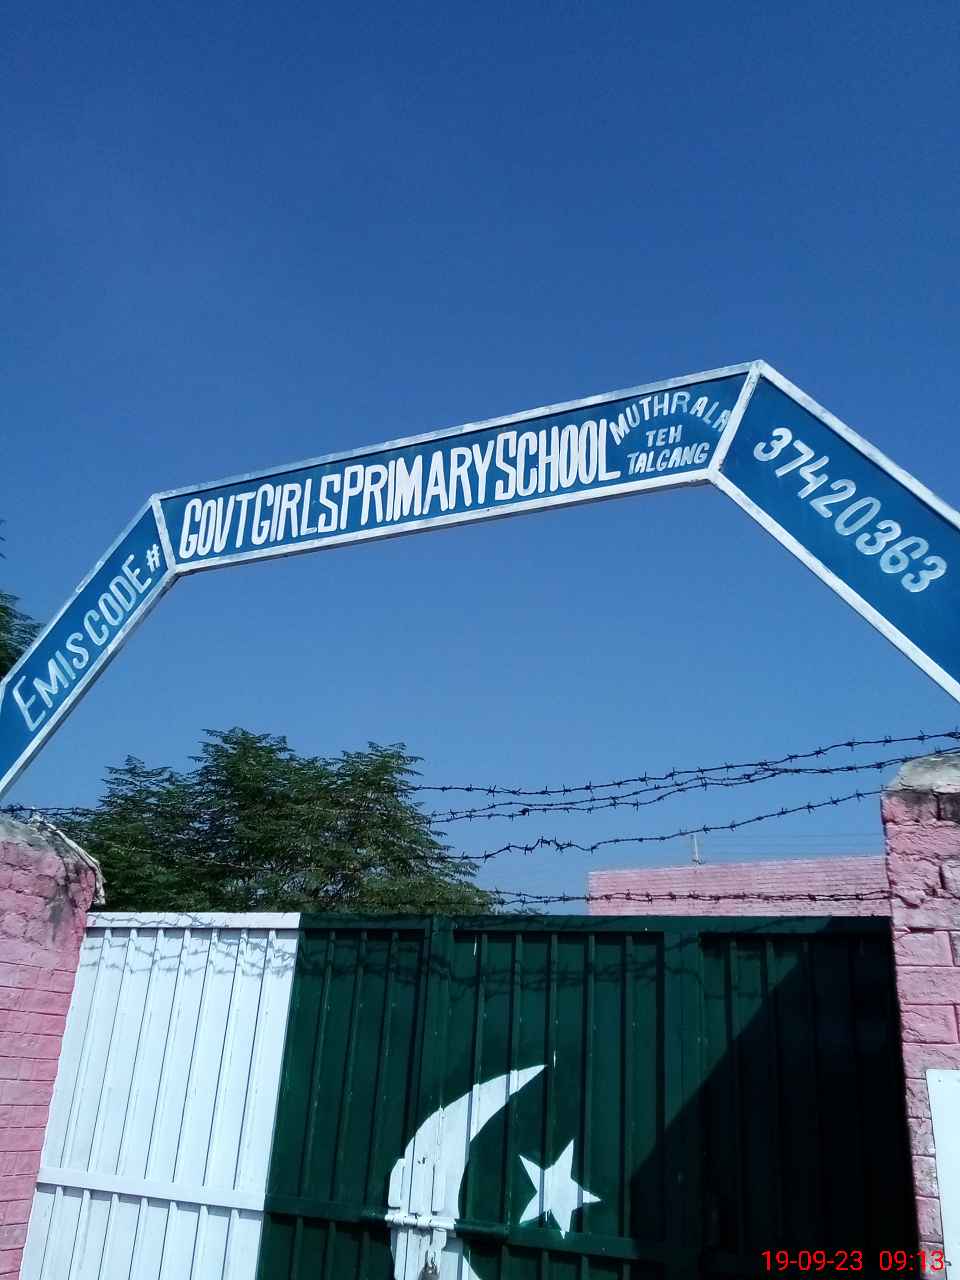 EMIS CODE #
GOVT GIRLS PRIMARY SCHOOL
MUTHRALA
TEH
TALGANG
37420363
19-09-23 09:13